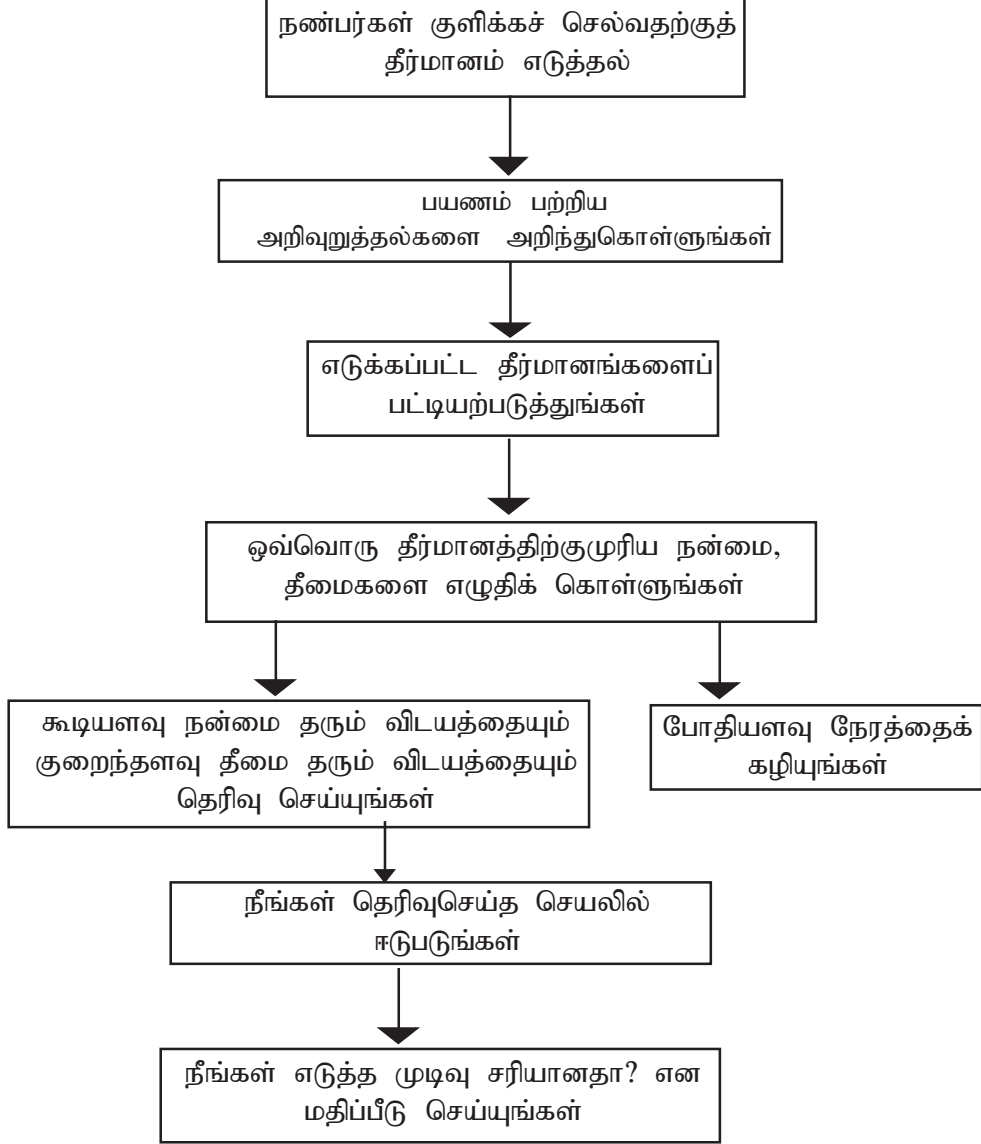 நண்பர்கள் குளிக்கச் செல்வதற்குத்
தீர்மானம் எடுத்தல்
பயணம் பற்றிய
அறிவுறுத்தல்களை அறிந்துகொள்ளுங்கள்
எடுக்கப்பட்ட தீர்மானங்களைப்
பட்டியற்படுத்துங்கள்
ஒவ்வொரு தீர்மானத்திற்குமுரிய நன்மை,
தீமைகளை எழுதிக் கொள்ளுங்கள்
கூடியளவு நன்மை தரும் விடயத்தையும்
குறைந்தளவு தீமை தரும் விடயத்தையும்
தெரிவு செய்யுங்கள்
போதியளவு நேரத்தைக்
கழியுங்கள்
நீங்கள் தெரிவுசெய்த செயலில்
ஈடுபடுங்கள்
நீங்கள் எடுத்த முடிவு சரியானதா? என
மதிப்பீடு செய்யுங்கள்